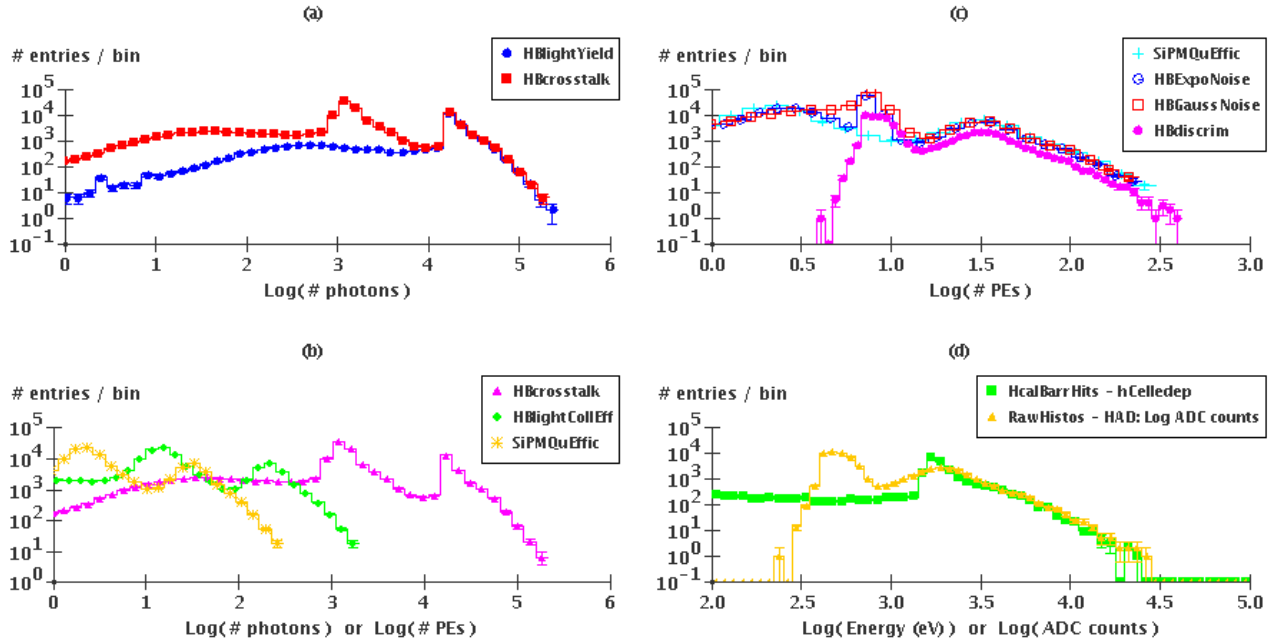 (a)
# entries / bin
HBlightYield
HBcrosstalk
10^5
10^4
10^3
10^2
10^1
10^0
10^-1
0 1 2 3 4 5 6
Log(# photons)
(c)
# entries / bin
SiPMQuEffic
HBExpoNoise
HBGaussNoise
HBdiscrim
10^5
10^4
10^3
10^2
10^1
10^0
10^-1
0.0 0.5 1.0 1.5 2.0 2.5 3.0
Log(# PEs)
(b)
# entries / bin
HBcrosstalk
HBlightCollEff
SiPMQuEffic
10^5
10^4
10^3
10^2
10^1
10^0
0 1 2 3 4 5 6
Log(# photons) or Log(# PEs)
(d)
# entries / bin
HcalBarrHits - hCelledep
RawHistos - HAD: Log ADC counts
10^5
10^4
10^3
10^2
10^1
10^0
10^-1
2.0 2.5 3.0 3.5 4.0 4.5 5.0
Log(Energy (eV)) or Log(ADC counts)